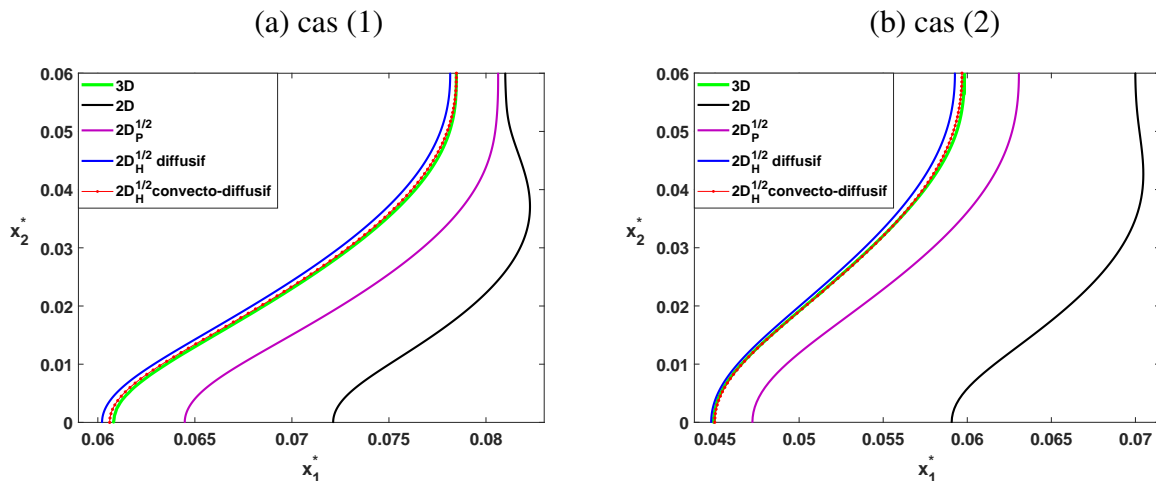 (a) cas (1)
0.06
0.05
0.04
0.03
0.02
0.01
0
x₂*
3D
2D
2D_P^1/2
2D_H^1/2 diffusif
2D_H^1/2 convecto-diffusif
0.06
0.065
0.07
0.075
0.08
x₁*
(b) cas (2)
0.06
0.05
0.04
0.03
0.02
0.01
0
x₂*
3D
2D
2D_P^1/2
2D_H^1/2 diffusif
2D_H^1/2 convecto-diffusif
0.045
0.05
0.055
0.06
0.065
0.07
x₁*